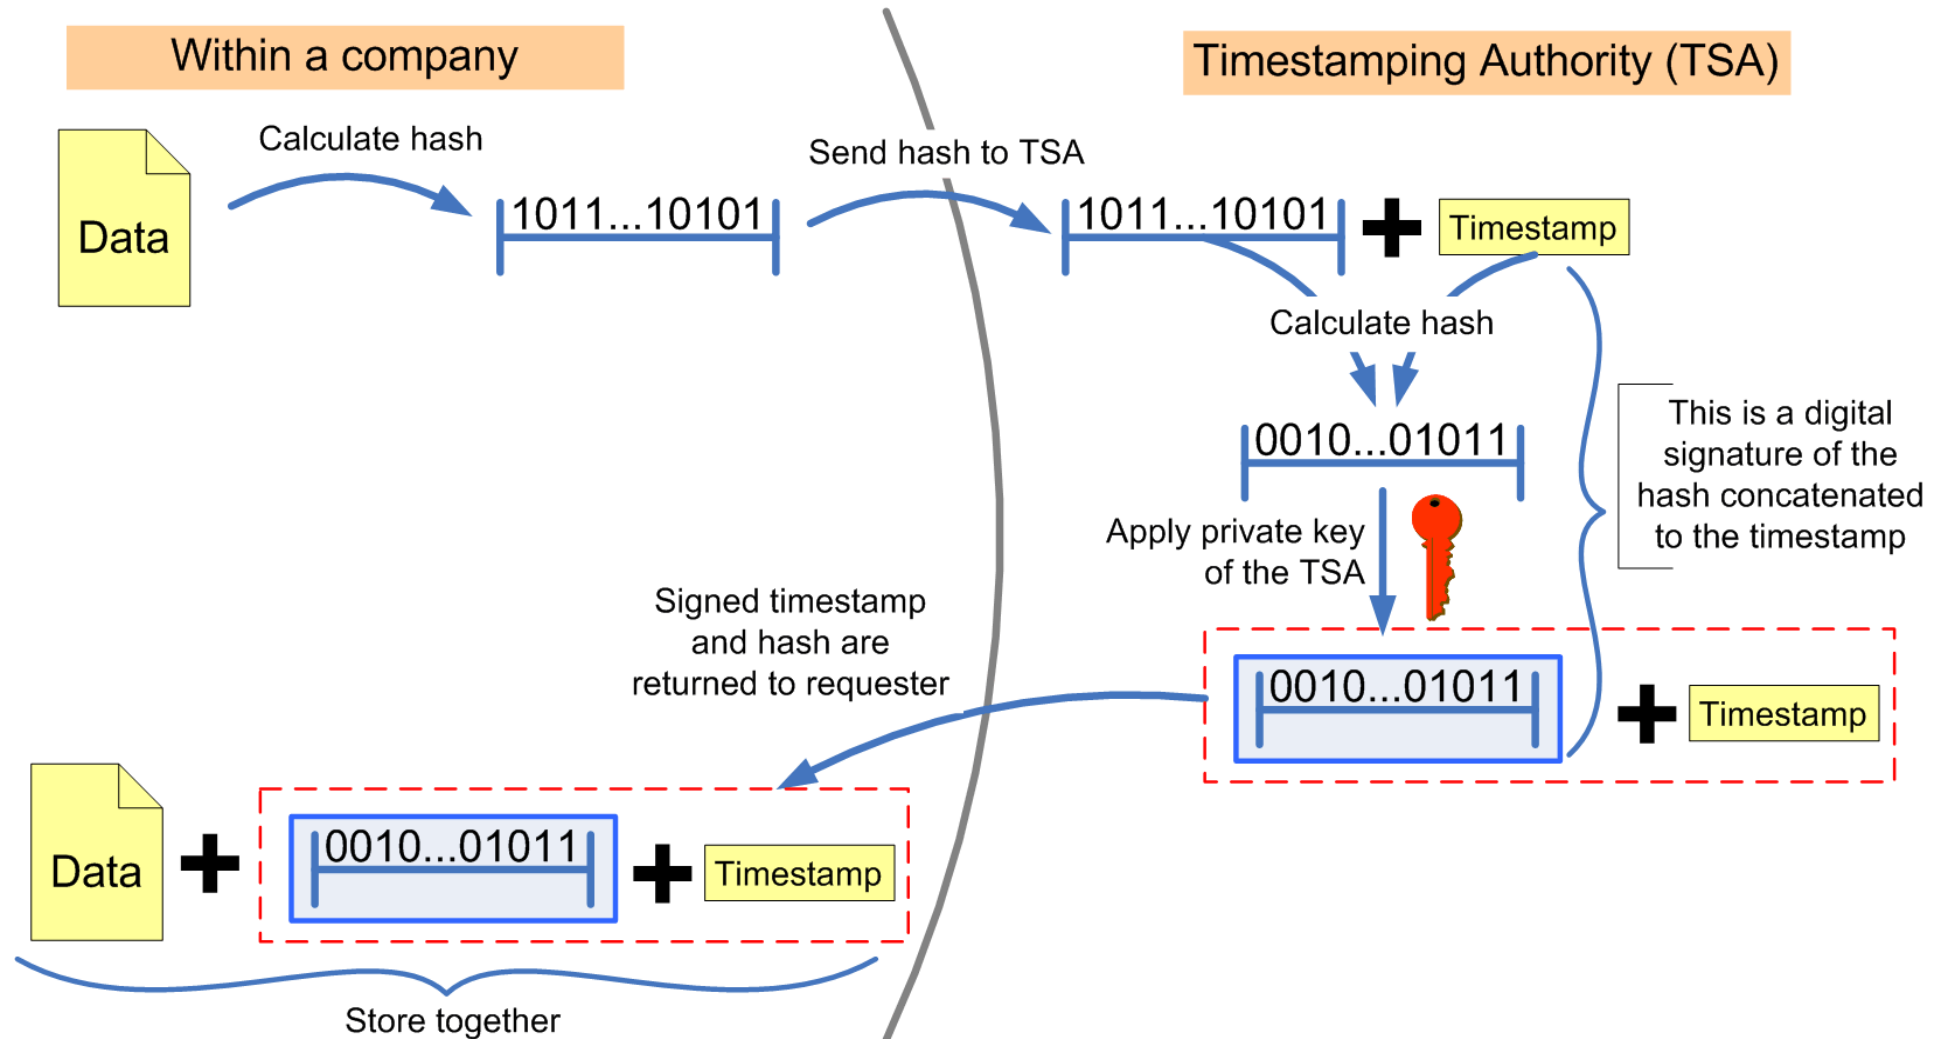 Within a company
Timestamping Authority (TSA)
Calculate hash
Send hash to TSA
Data
1011...10101
1011...10101
Timestamp
Calculate hash
0010...01011
This is a digital
signature of the
hash concatenated
to the timestamp
Apply private key
of the TSA
Signed timestamp
and hash are
returned to requester
0010...01011
Timestamp
Data
0010...01011
Timestamp
Store together